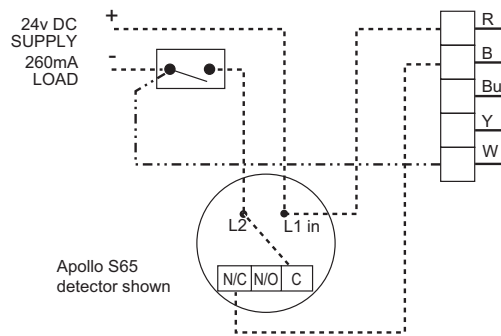 24v DC
SUPPLY
+
-
260mA
LOAD
R
B
Bu
Y
W
L2
L1 in
Apollo S65
detector shown
N/C N/O C